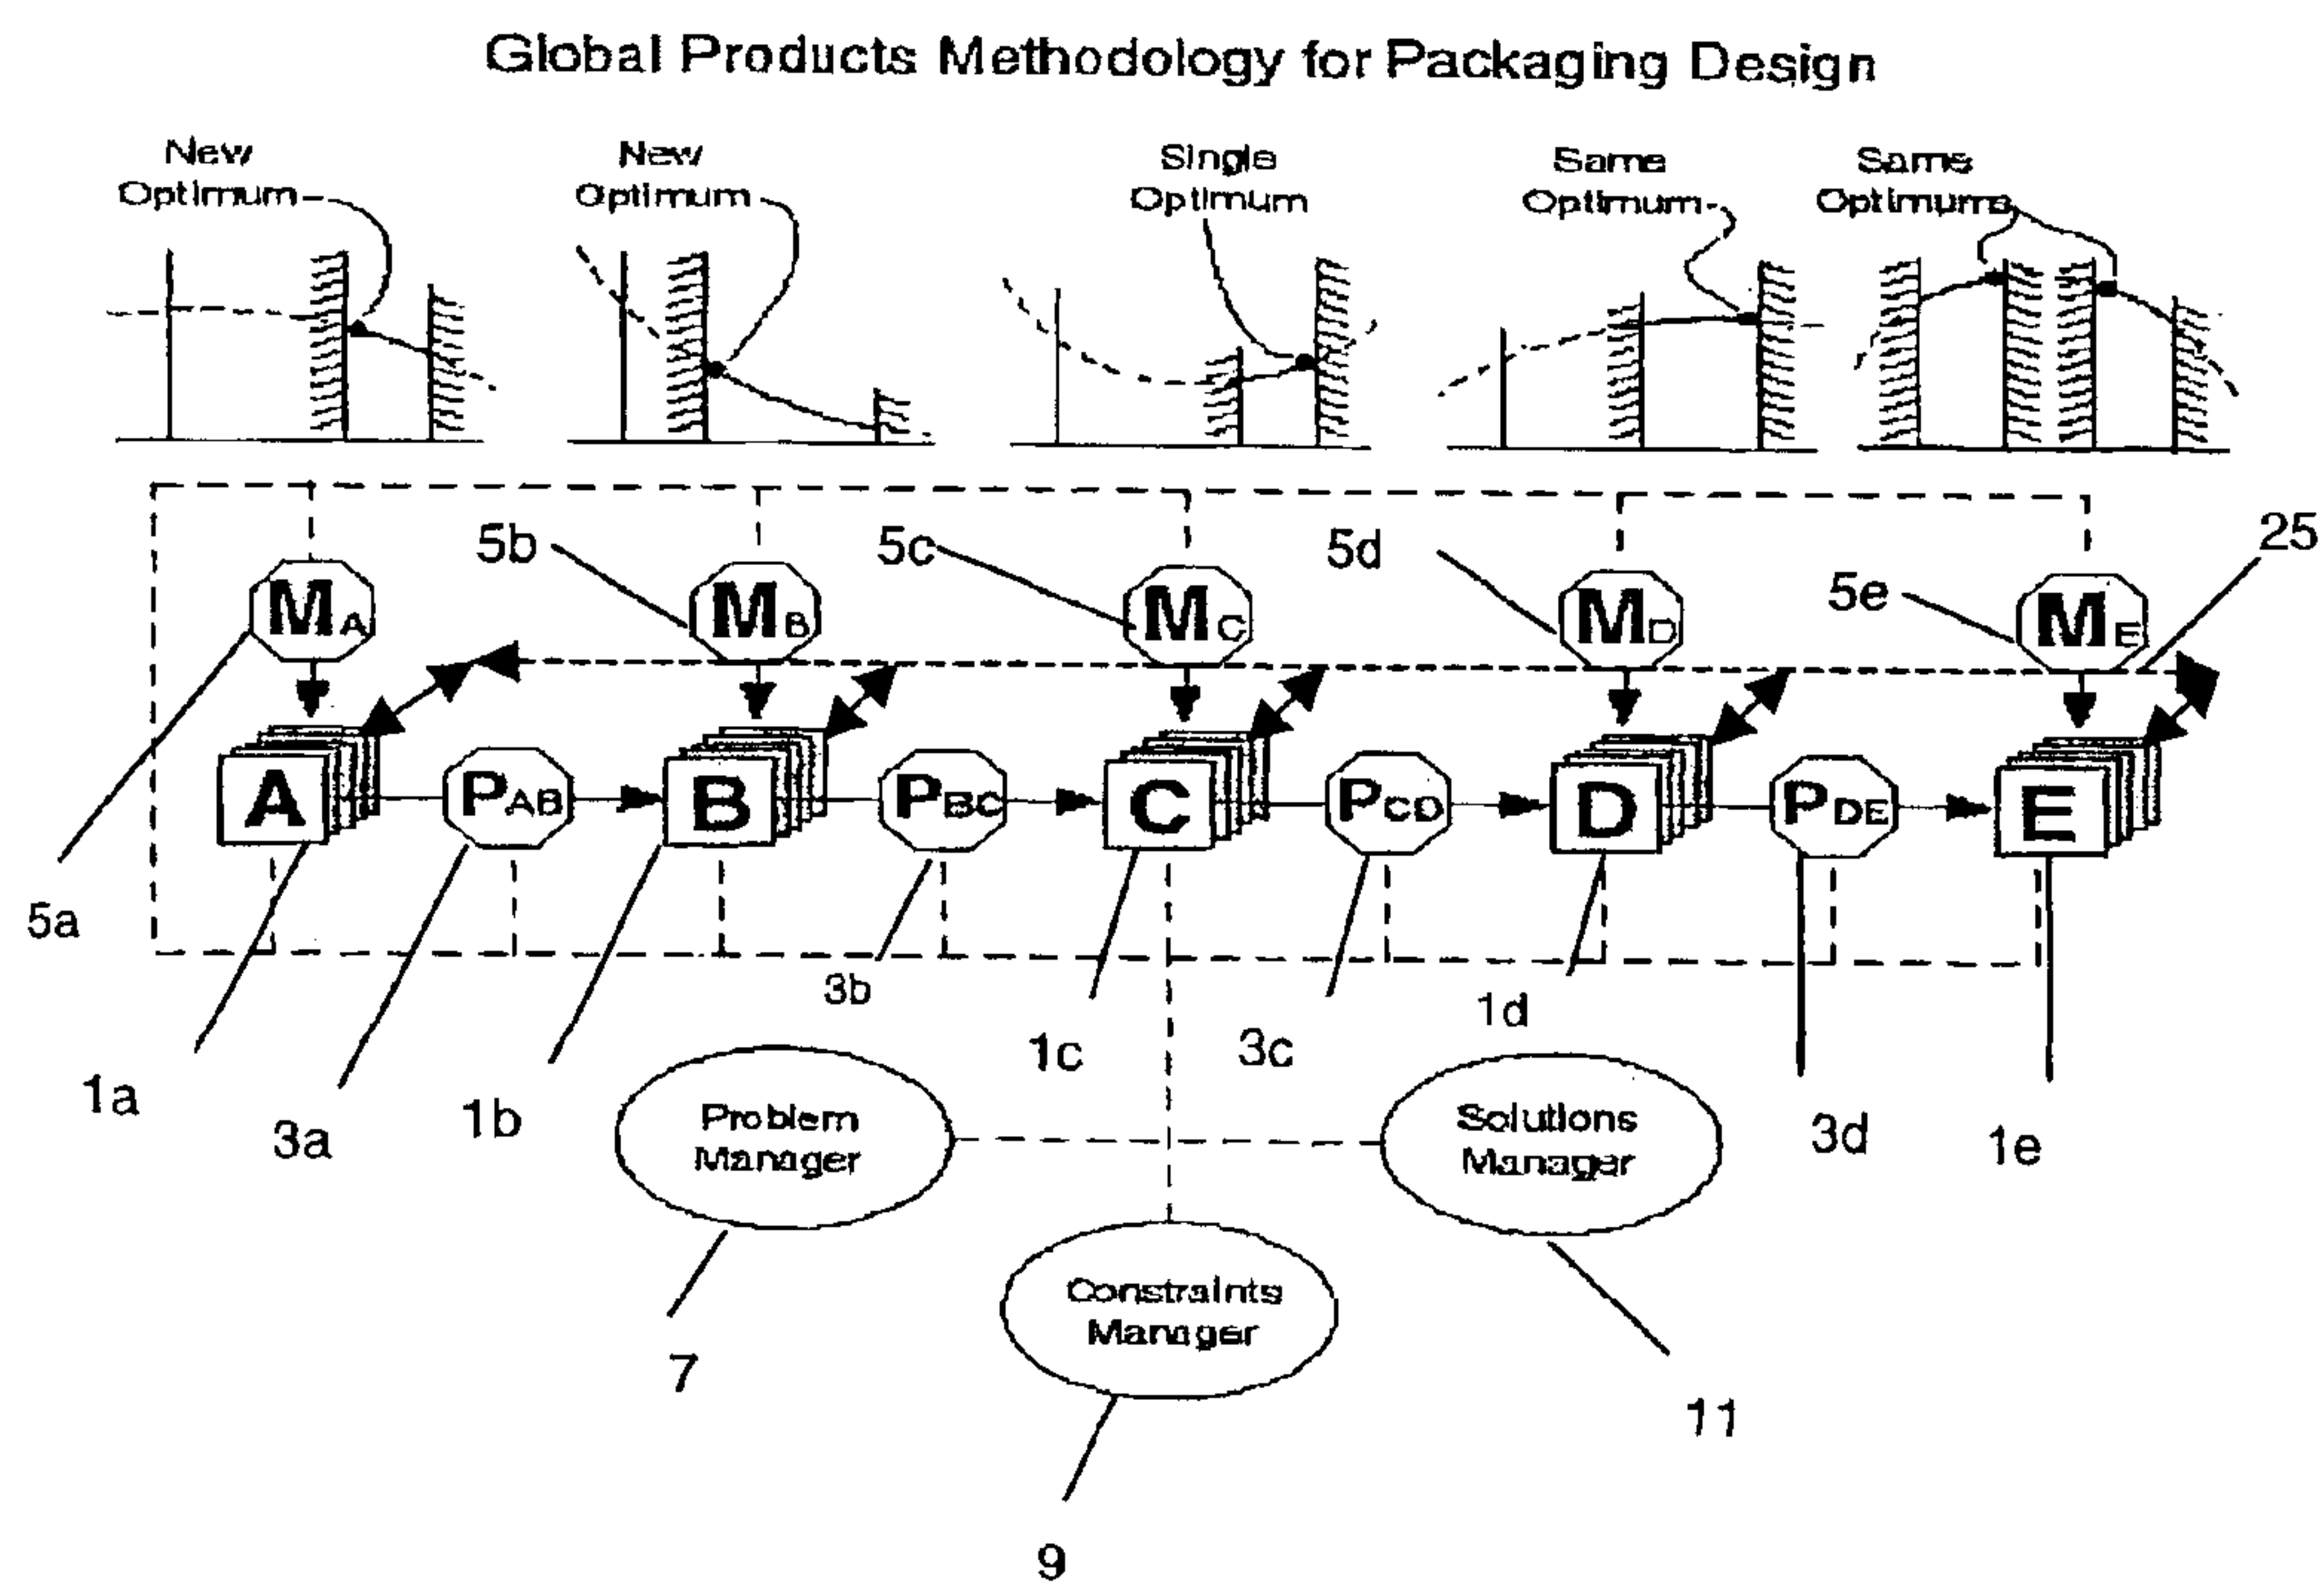 Global Products Methodology for Packaging Design
New
Optimum
New
Optimum
Single
Optimum
Same
Optimum
Same
Optimums
5b
5c
5d
25
5e
MA
MB
MC
MD
ME
A
PAB
B
PBC
C
PCD
D
PDE
E
5a
3b
1d
1c
3c
1a
3a
1b
3d
1e
Problem
Manager
Solutions
Manager
Constraints
Manager
7
11
9